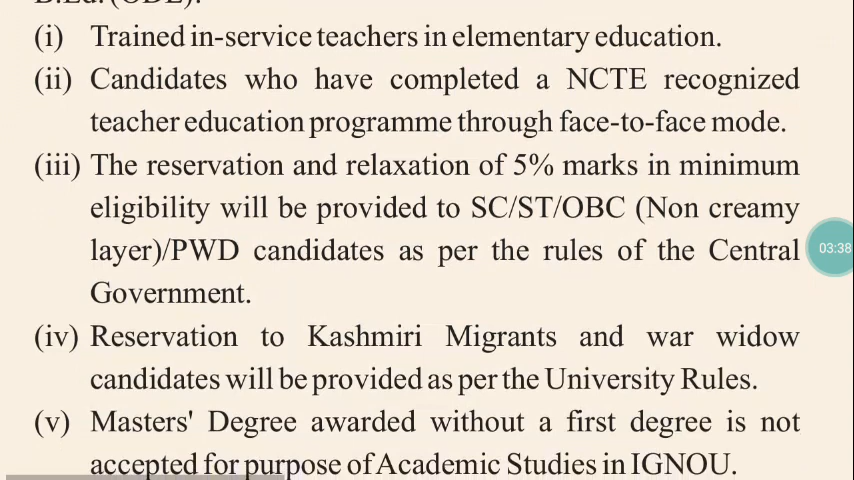 B.Ed. (ODL).
(i) Trained in-service teachers in elementary education.
(ii) Candidates who have completed a NCTE recognized
teacher education programme through face-to-face mode.
(iii) The reservation and relaxation of 5% marks in minimum
eligibility will be provided to SC/ST/OBC (Non creamy
layer)/PWD candidates as per the rules of the Central
Government.
03:38
(iv) Reservation to Kashmiri Migrants and war widow
candidates will be provided as per the University Rules.
(v) Masters' Degree awarded without a first degree is not
accepted for purpose of Academic Studies in IGNOU.